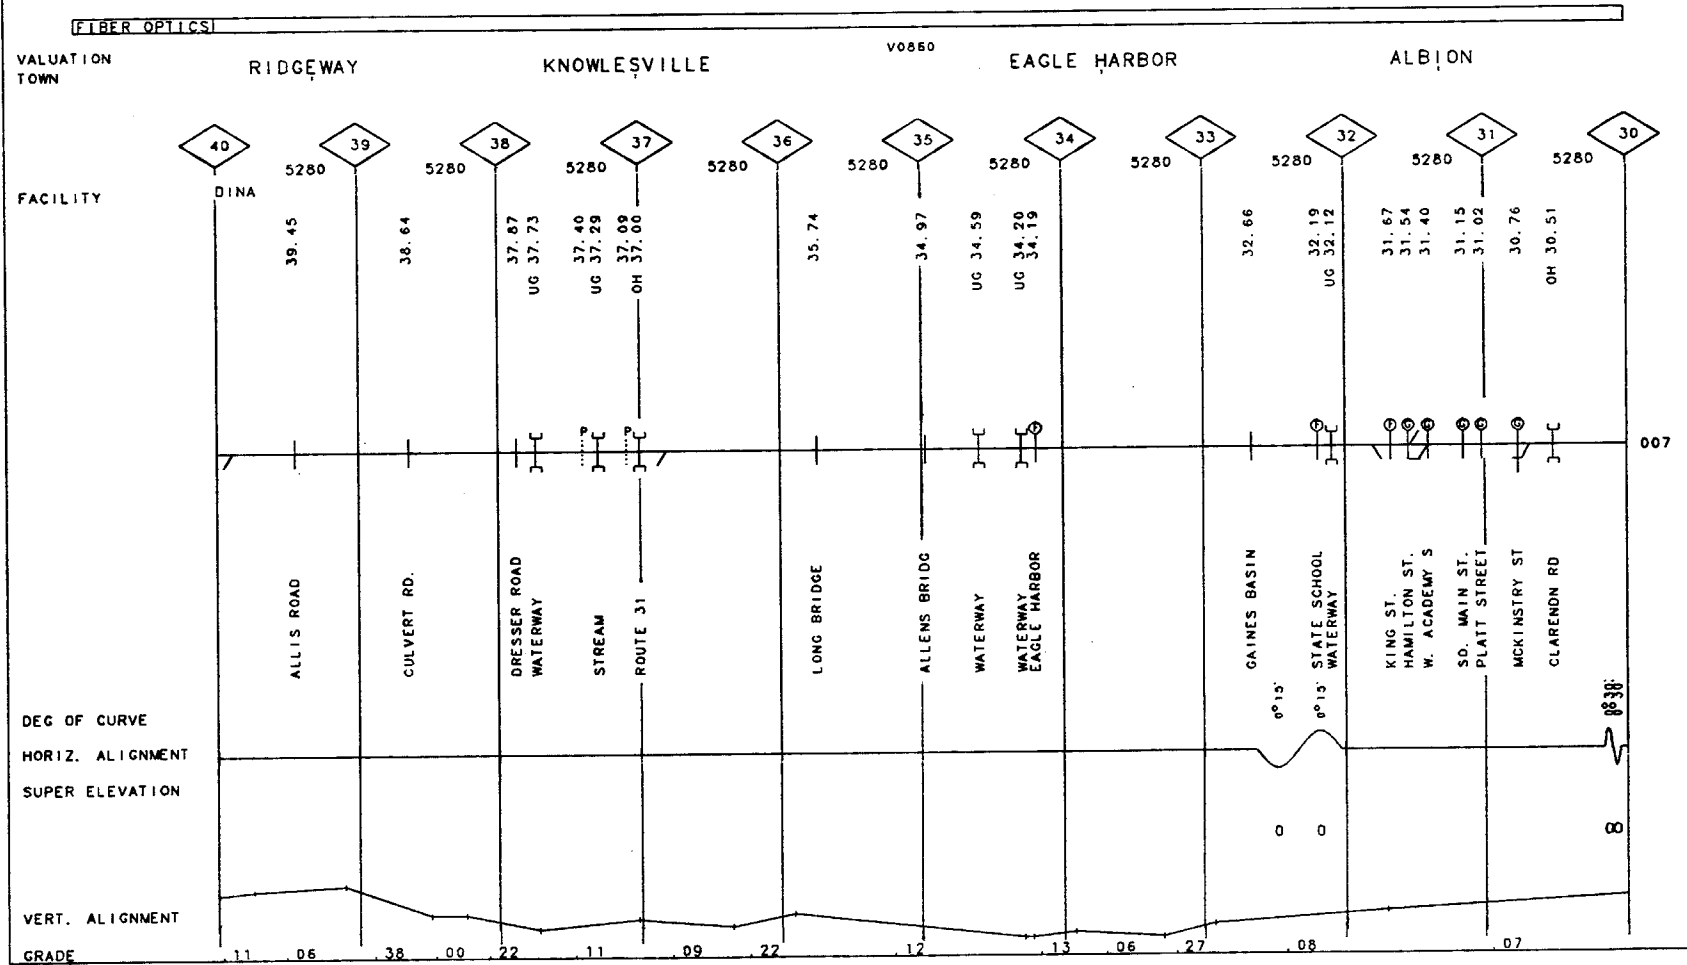 FIBER OPTICS
VALUATION V0860
TOWN RIDGEWAY KNOWLESVILLE EAGLE HARBOR ALBION
40 39 38 37 36 35 34 33 32 31 30
5280 5280 5280 5280 5280 5280 5280 5280 5280 5280
FACILITY DINA
39.45
38.64
37.87
UG 37.73
37.40
UG 37.29
37.09
OH 37.00
35.74
34.97
UG 34.59
UG 34.20
34.19
32.66
32.19
UG 32.12
31.67
31.54
31.40
31.15
31.02
30.76
OH 30.51
P P F F F G G G G G 007
ALLIS ROAD
CULVERT RD.
DRESSER ROAD
WATERWAY
STREAM
ROUTE 31
LONG BRIDGE
ALLENS BRIDG
WATERWAY
WATERWAY
EAGLE HARBOR
GAINES BASIN
STATE SCHOOL
WATERWAY
KING ST.
HAMILTON ST.
W. ACADEMY S
SO. MAIN ST.
PLATT STREET
MCKINSTRY ST
CLARENDN RD
DEG OF CURVE 0°15' 0°15'
HORIZ. ALIGNMENT
SUPER ELEVATION
0 0 0 0
VERT. ALIGNMENT
GRADE .11 .06 .38 .00 .22 .11 .09 .22 .12 .13 .06 .27 .08 .07